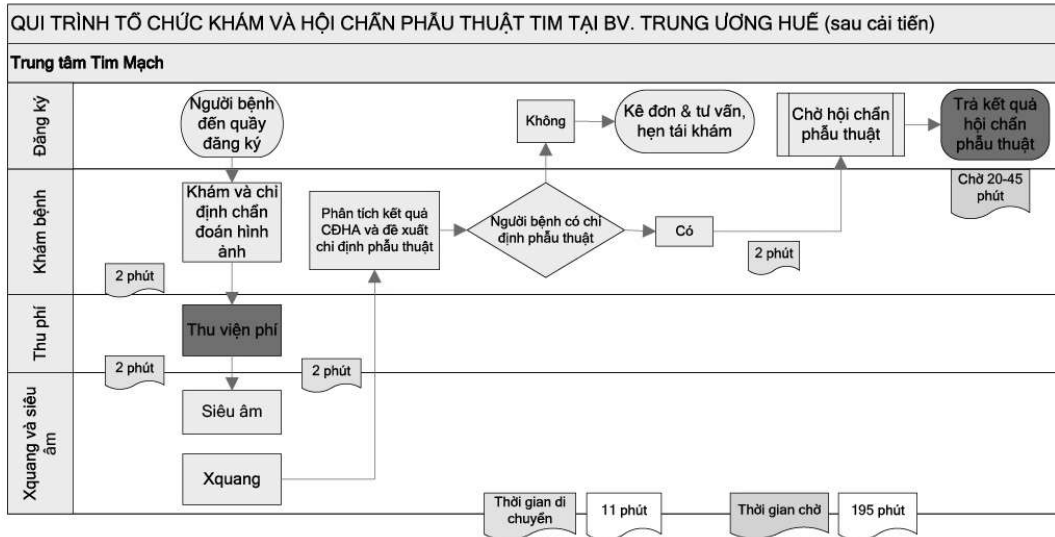 QUI TRÌNH TỔ CHỨC KHÁM VÀ HỘI CHẨN PHẪU THUẬT TIM TẠI BV. TRUNG ƯƠNG HUẾ (sau cải tiến)
Trung tâm Tim Mạch
Đăng ký
Người bệnh
đến quầy
đăng ký
Không
Kê đơn & tư vấn,
hẹn tái khám
Chờ hội chẩn
phẫu thuật
Trả kết quả
hội chẩn
phẫu thuật
Khám bệnh
Khám và chỉ
định chẩn
đoán hình
ảnh
2 phút
Phân tích kết quả
CĐHA và đề xuất
chỉ định phẫu thuật
Người bệnh có chỉ
định phẫu thuật
Có
2 phút
Chờ 20-45
phút
Thu phí
Thu viện phí
2 phút
2 phút
Xquang và siêu
âm
Siêu âm
Xquang
Thời gian di
chuyển
11 phút
Thời gian chờ
195 phút